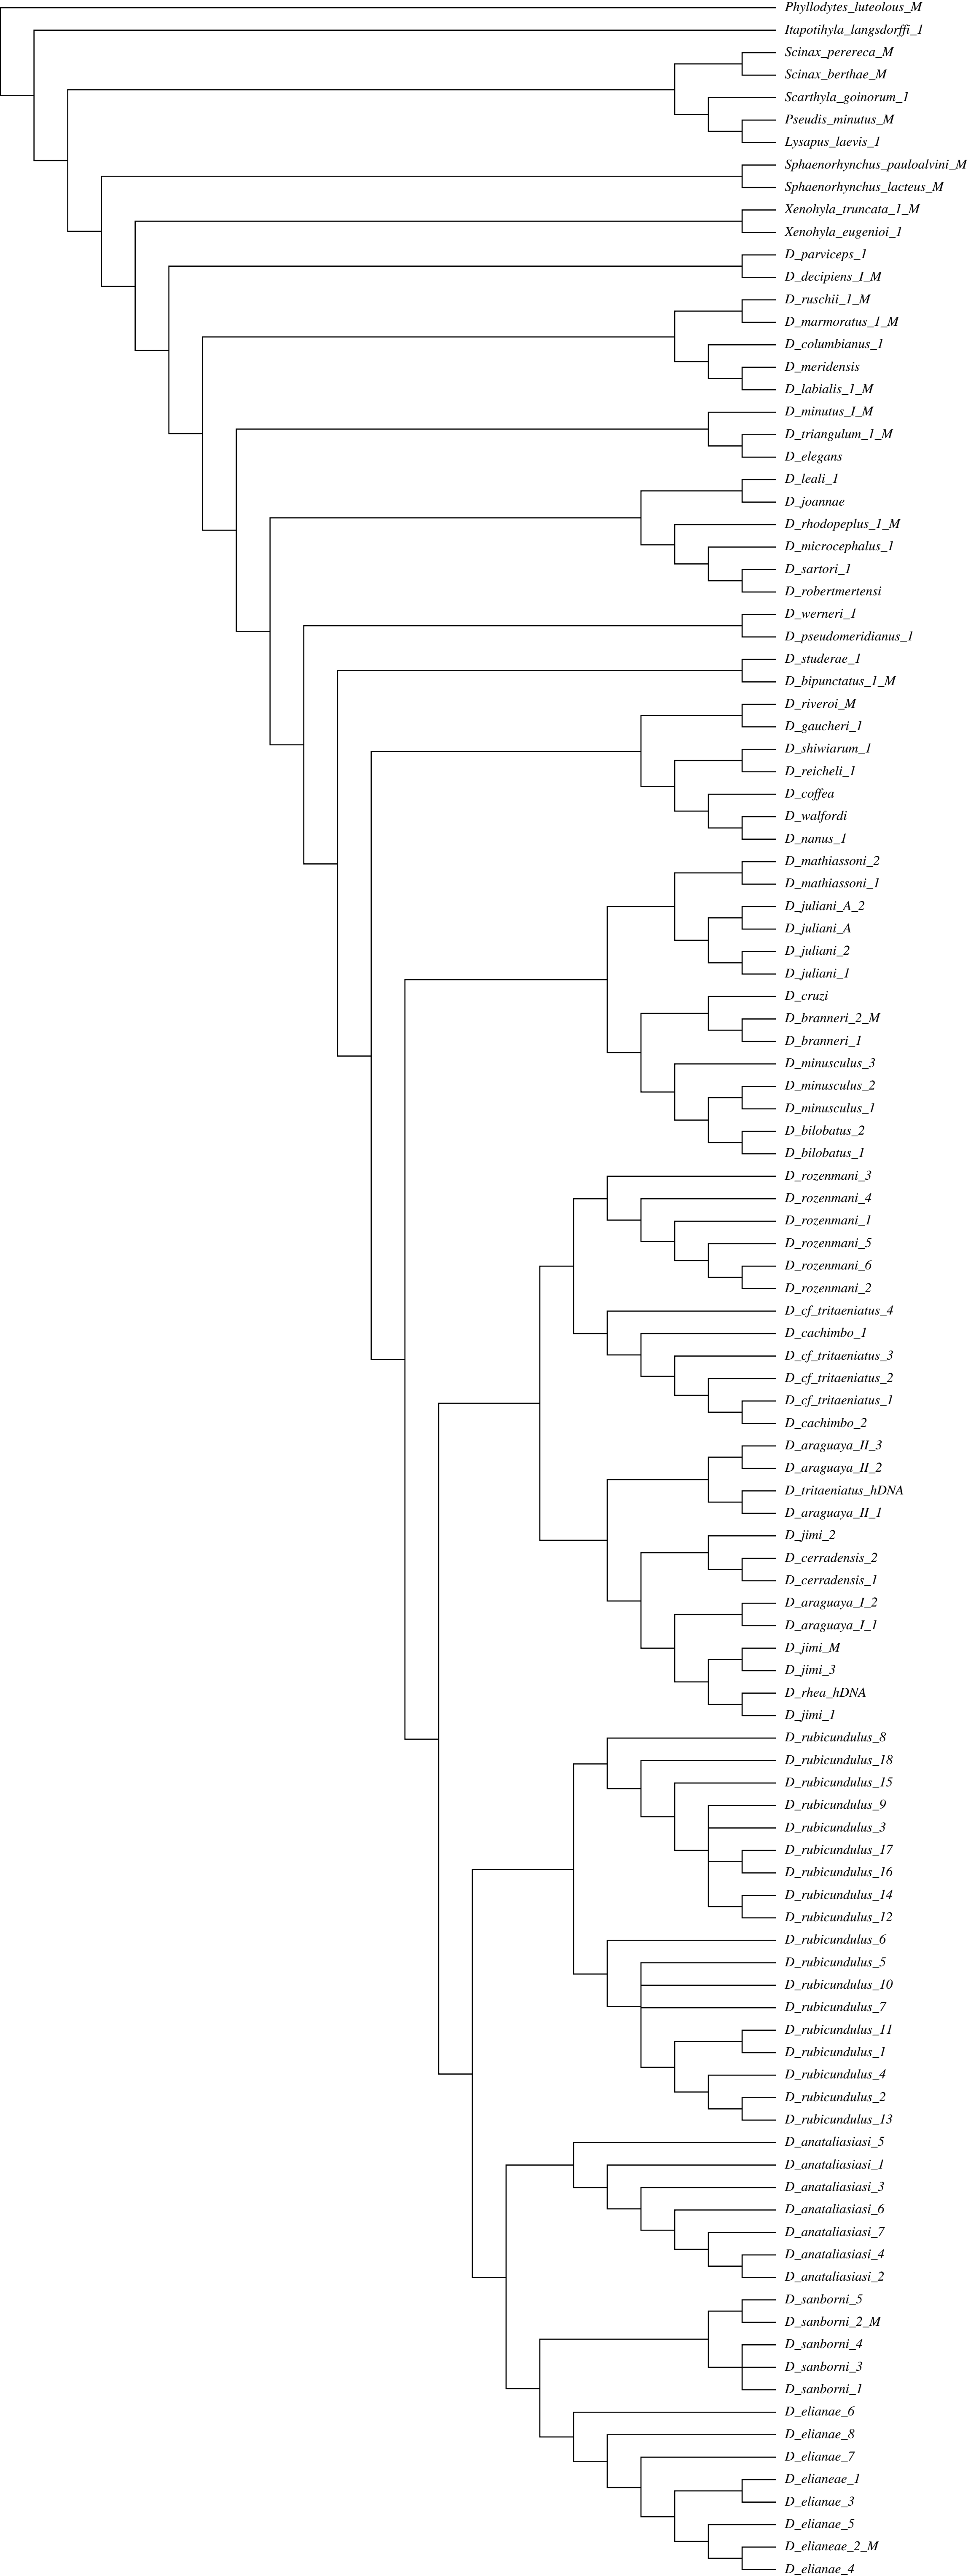 Phyllodytes_luteolous_M
Itapotihyla_langsdorffi_1
Scinax_perereca_M
Scinax_berthae_M
Scarthyla_goinorum_1
Pseudis_minutus_M
Lysapus_laevis_1
Sphaenorhynchus_pauloalvini_M
Sphaenorhynchus_lacteus_M
Xenohyla_truncata_1_M
Xenohyla_eugenioi_1
D_parviceps_1
D_decipiens_I_M
D_ruschii_1_M
D_marmoratus_1_M
D_columbianus_1
D_meridensis
D_labialis_1_M
D_minutus_I_M
D_triangulum_1_M
D_elegans
D_leali_1
D_joannae
D_rhodopeplus_1_M
D_microcephalus_1
D_sartori_1
D_robertmertensi
D_werneri_1
D_pseudomeridianus_1
D_studerae_1
D_bipunctatus_1_M
D_riveroi_M
D_gaucheri_1
D_shiwiarum_1
D_reicheli_1
D_coffea
D_walfordi
D_nanus_1
D_mathiassoni_2
D_mathiassoni_1
D_juliani_A_2
D_juliani_A
D_juliani_2
D_juliani_1
D_cruzi
D_branneri_2_M
D_branneri_1
D_minusculus_3
D_minusculus_2
D_minusculus_1
D_bilobatus_2
D_bilobatus_1
D_rozenmani_3
D_rozenmani_4
D_rozenmani_1
D_rozenmani_5
D_rozenmani_6
D_rozenmani_2
D_cf_tritaeniatus_4
D_cachimbo_1
D_cf_tritaeniatus_3
D_cf_tritaeniatus_2
D_cf_tritaeniatus_1
D_cachimbo_2
D_araguaya_II_3
D_araguaya_II_2
D_tritaeniatus_hDNA
D_araguaya_II_1
D_jimi_2
D_cerradensis_2
D_cerradensis_1
D_araguaya_I_2
D_araguaya_I_1
D_jimi_M
D_jimi_3
D_rhea_hDNA
D_jimi_1
D_rubicundulus_8
D_rubicundulus_18
D_rubicundulus_15
D_rubicundulus_9
D_rubicundulus_3
D_rubicundulus_17
D_rubicundulus_16
D_rubicundulus_14
D_rubicundulus_12
D_rubicundulus_6
D_rubicundulus_5
D_rubicundulus_10
D_rubicundulus_7
D_rubicundulus_11
D_rubicundulus_1
D_rubicundulus_4
D_rubicundulus_2
D_rubicundulus_13
D_anataliasiasi_5
D_anataliasiasi_1
D_anataliasiasi_3
D_anataliasiasi_6
D_anataliasiasi_7
D_anataliasiasi_4
D_anataliasiasi_2
D_sanborni_5
D_sanborni_2_M
D_sanborni_4
D_sanborni_3
D_sanborni_1
D_elianae_6
D_elianae_8
D_elianae_7
D_elianeae_1
D_elianae_3
D_elianae_5
D_elianeae_2_M
D_elianae_4